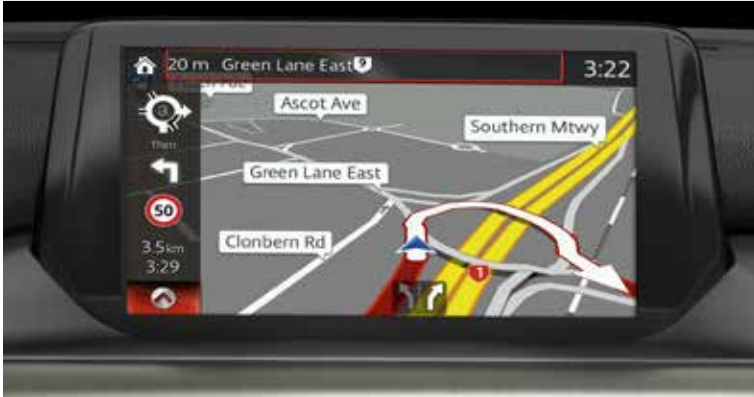 20 m Green Lane East 9
3:22
Ascot Ave
Southern Mtwy
Then
Green Lane East
50
Clonbern Rd
3.5km
3:29
1